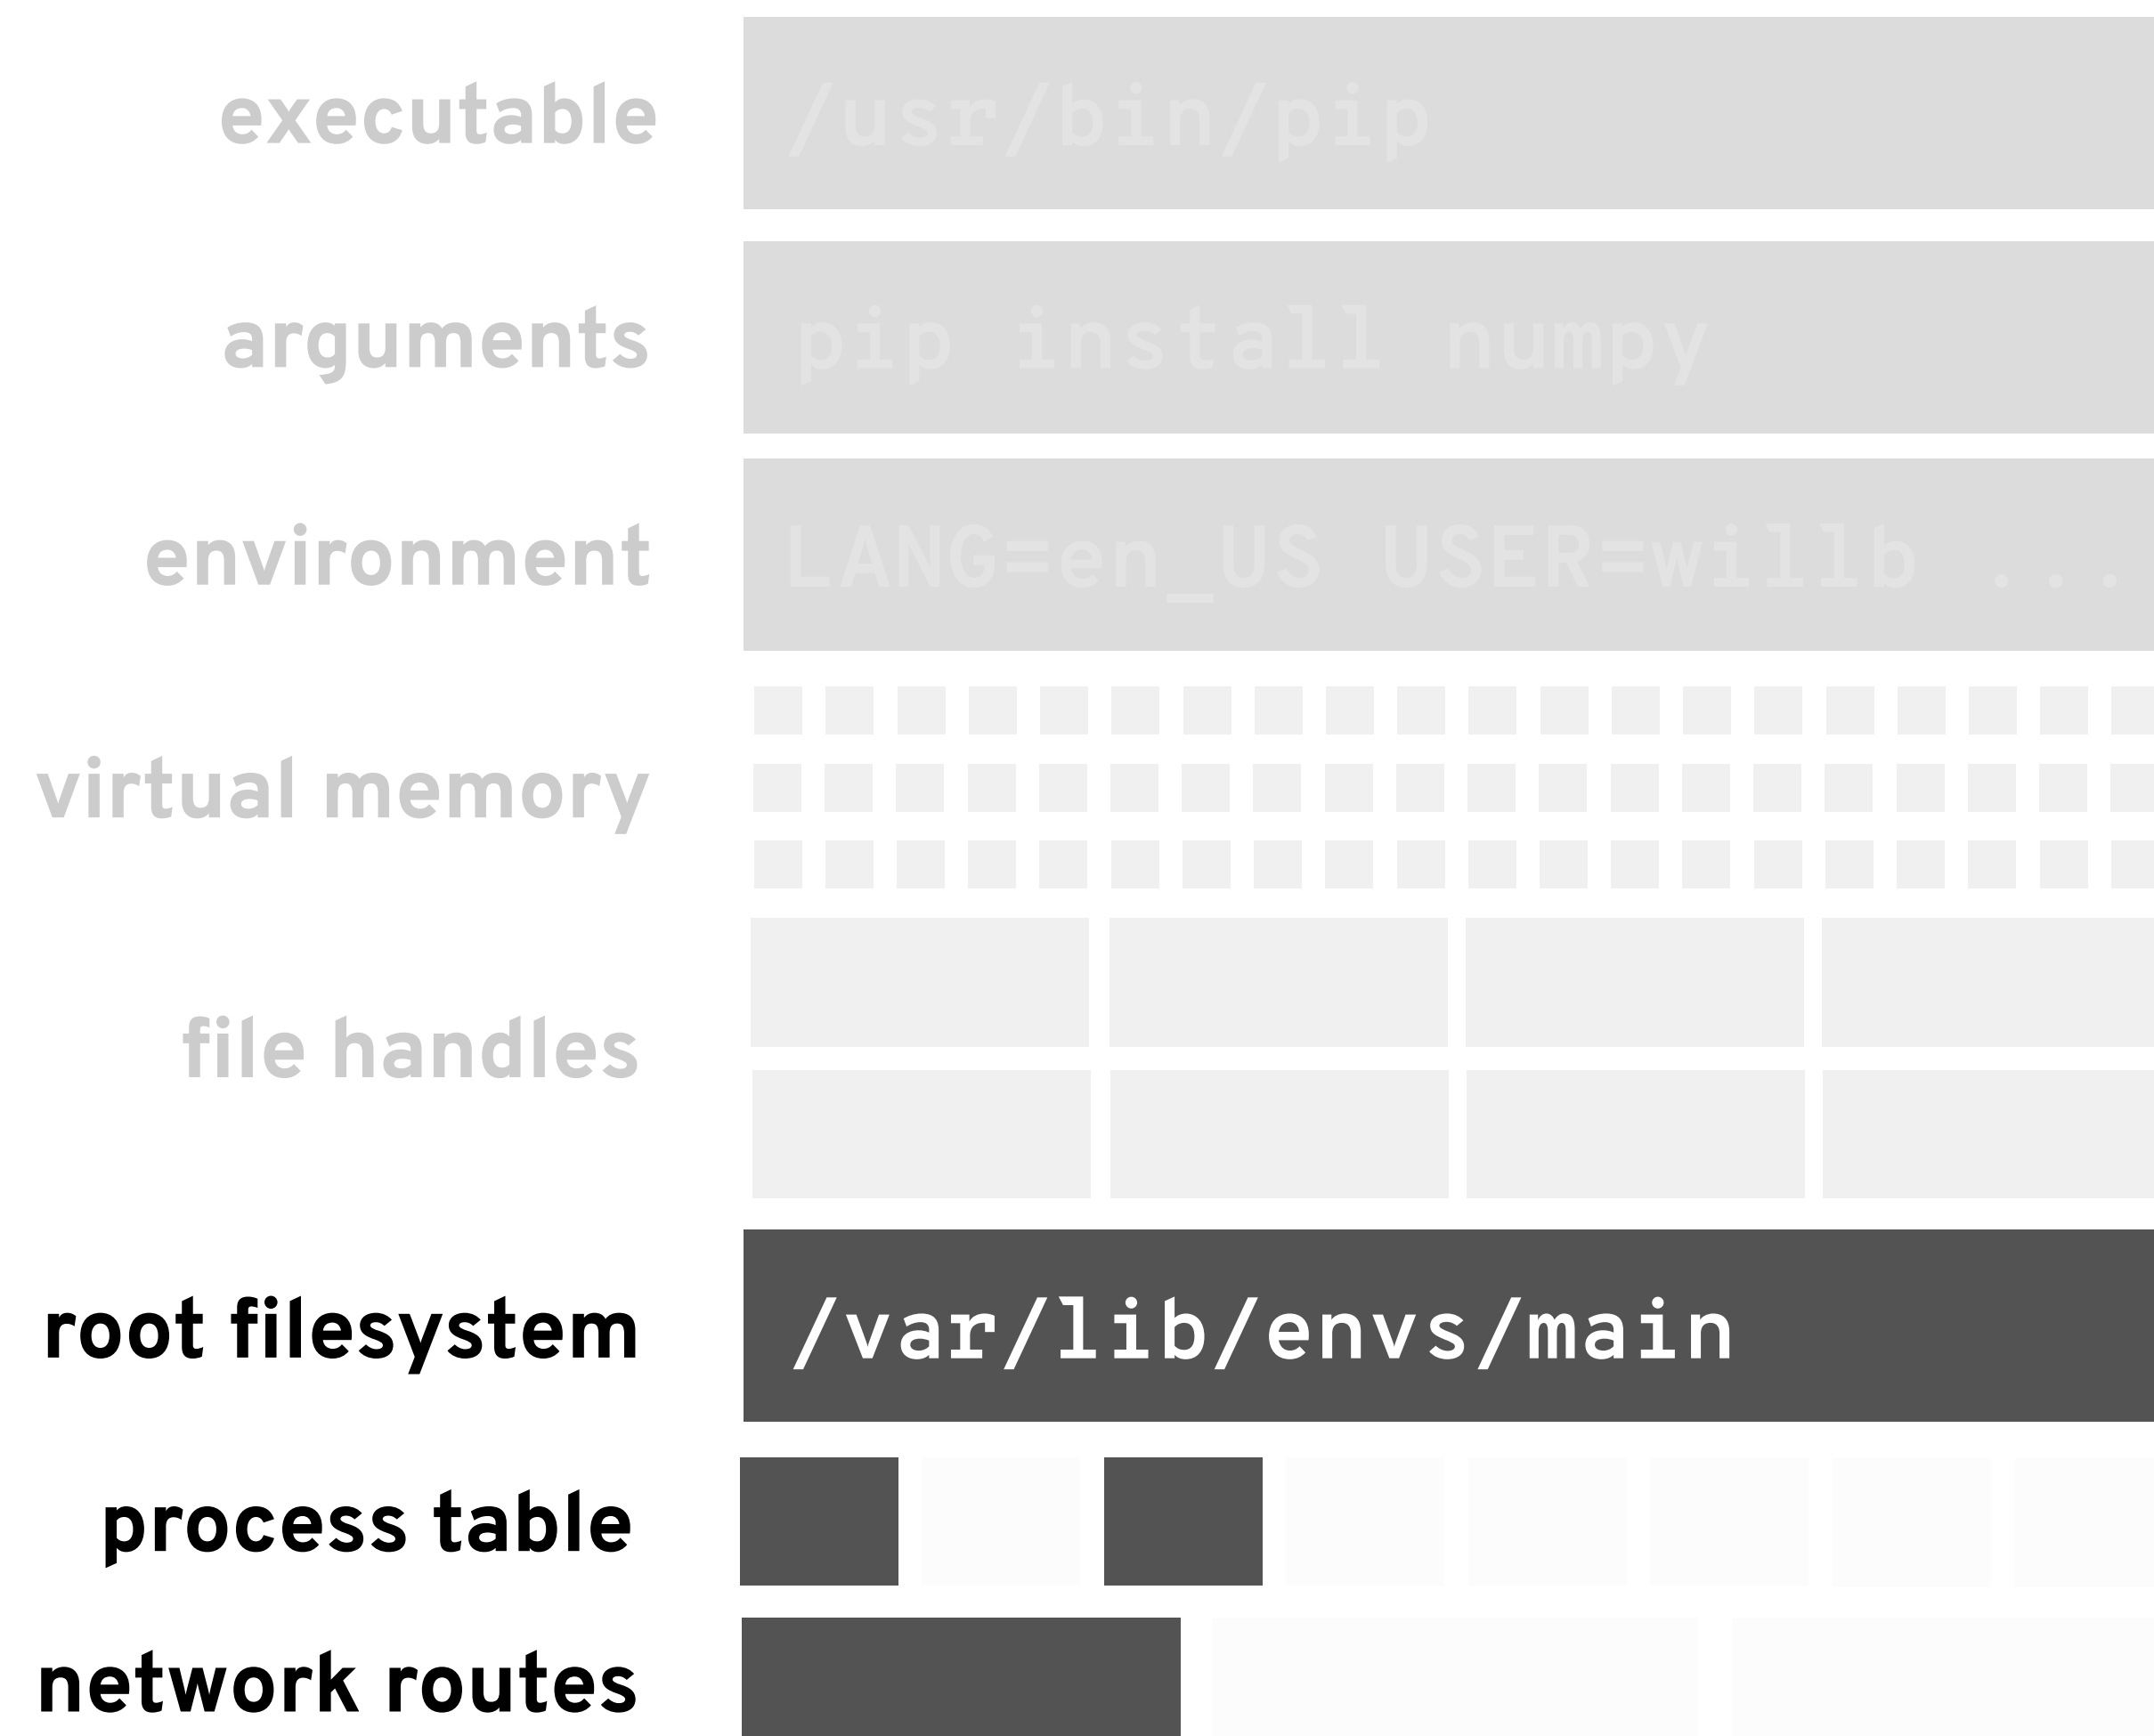 executable /usr/bin/pip
arguments pip install numpy
environment LANG=en_US USER=willb ...
virtual memory
file handles
root filesystem /var/lib/envs/main
process table
network routes